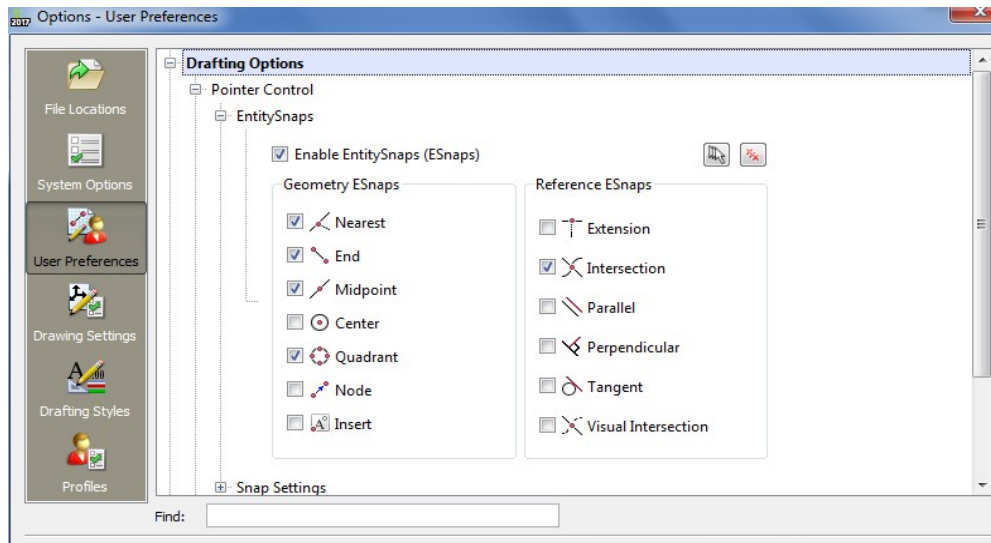 2017 Options - User Preferences
File Locations
System Options
User Preferences
Drawing Settings
Drafting Styles
Profiles
Drafting Options
Pointer Control
EntitySnaps
Enable EntitySnaps (ESnaps)
Geometry ESnaps
Nearest
End
Midpoint
Center
Quadrant
Node
Insert
Reference ESnaps
Extension
Intersection
Parallel
Perpendicular
Tangent
Visual Intersection
Snap Settings
Find: